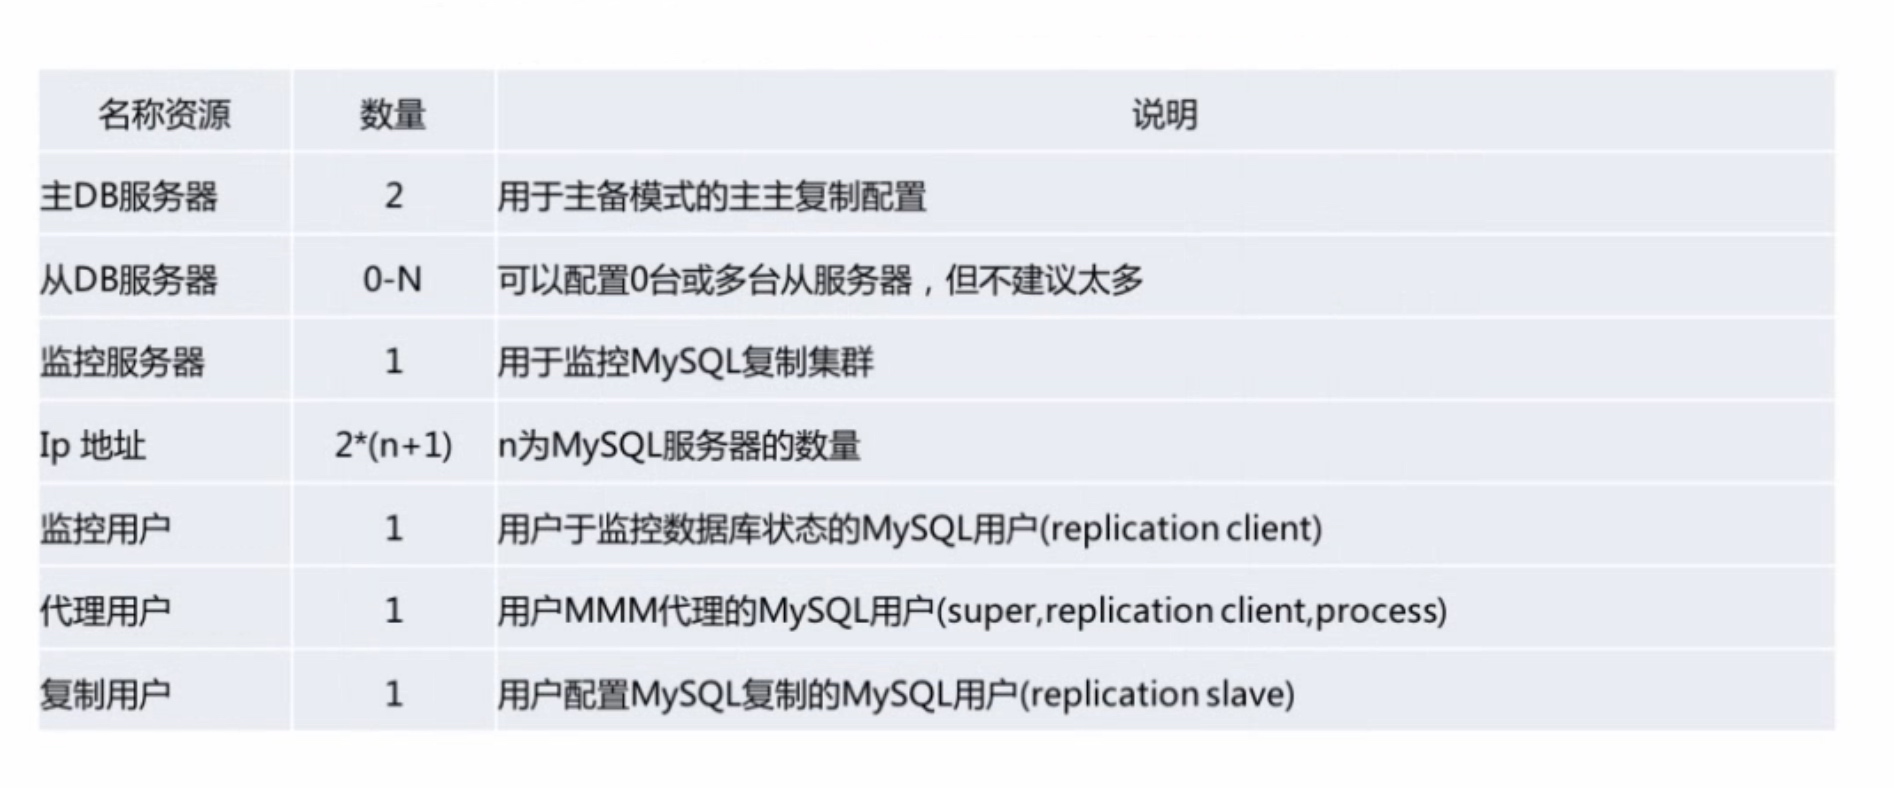 名称资源 数量 说明
主DB服务器 2 用于主备模式的主主复制配置
从DB服务器 0-N 可以配置0台或多台从服务器，但不建议太多
监控服务器 1 用于监控MySQL复制集群
Ip 地址 2*(n+1) n为MySQL服务器的数量
监控用户 1 用户于监控数据库状态的MySQL用户(replication client)
代理用户 1 用户MMM代理的MySQL用户(super,replication client,process)
复制用户 1 用户配置MySQL复制的MySQL用户(replication slave)